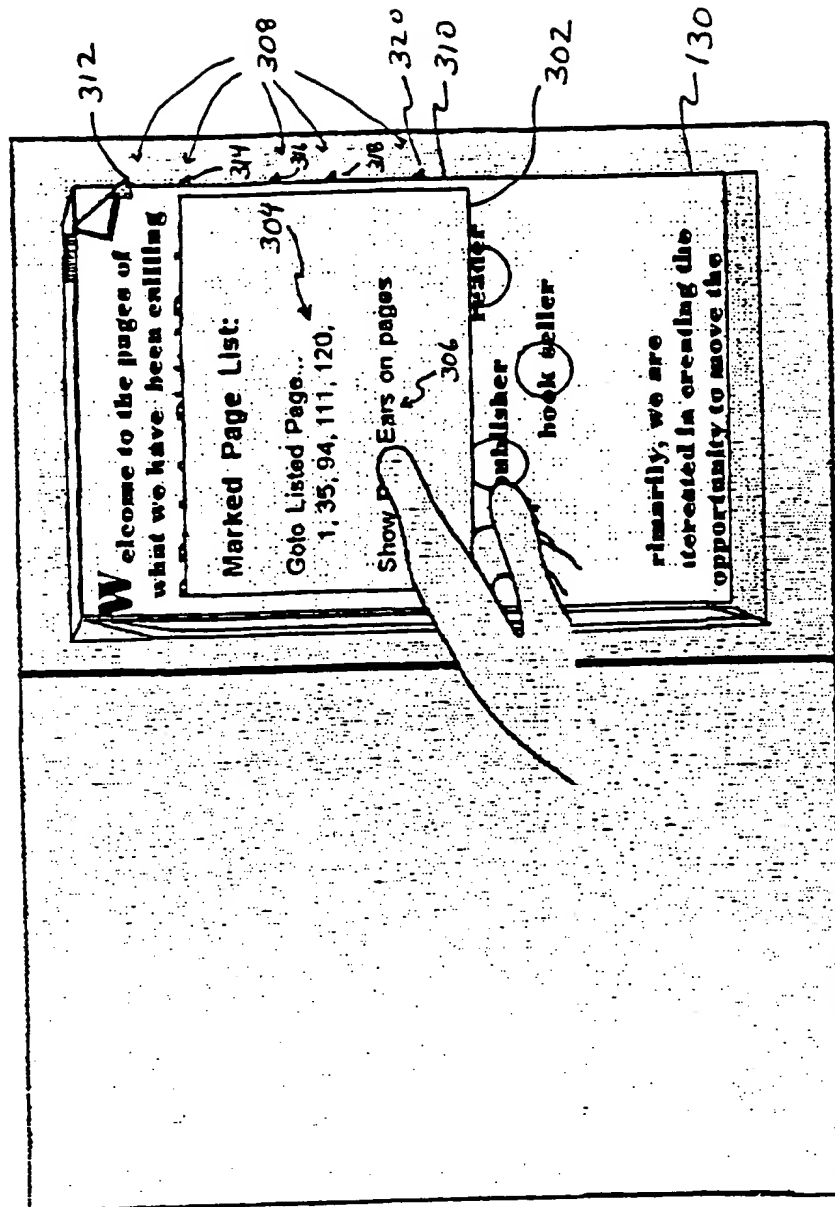 312
308
314
316
318
320
310
302
130
Welcome to the pages of
what we have been callling
Marked Page List:
Goto Listed Page...
304
1, 35, 94, 111, 120,
Show Ears on pages
306
reader
ublisher
book seller
rimarily, we are
iterested in creating the
opportunity to move the